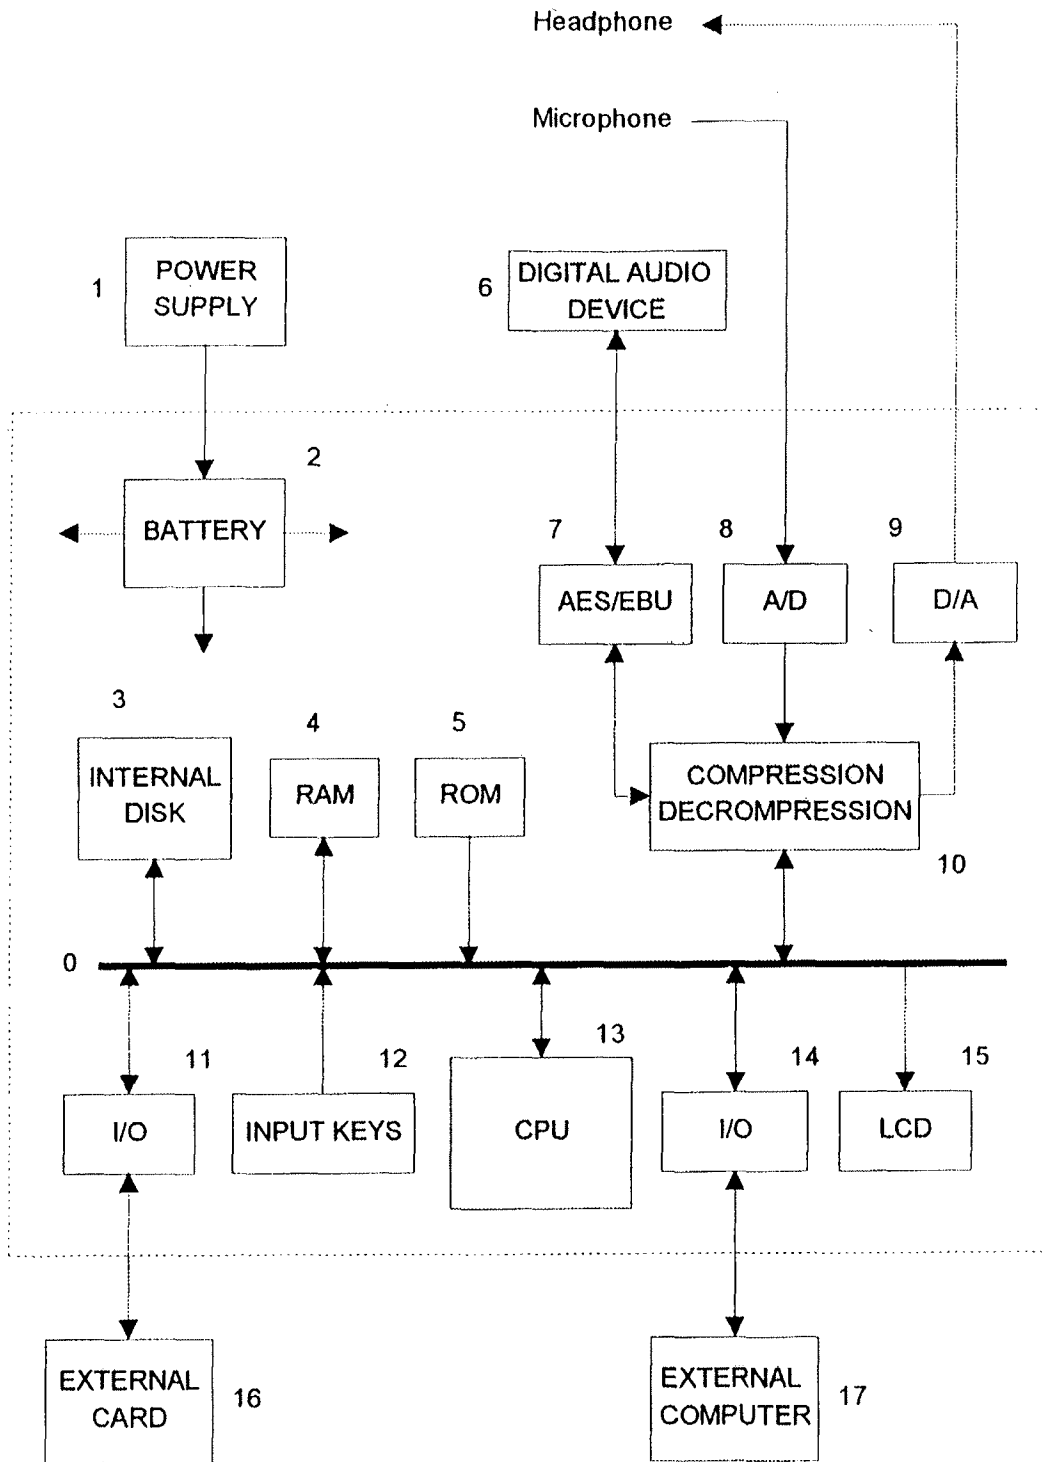 Headphone
Microphone
1
POWER
SUPPLY
6
DIGITAL AUDIO
DEVICE
2
BATTERY
7
8
9
AES/EBU
A/D
D/A
3
4
5
INTERNAL
DISK
RAM
ROM
COMPRESSION
DECROMPRESSION
10
0
11
12
13
14
15
I/O
INPUT KEYS
CPU
I/O
LCD
EXTERNAL
CARD
16
EXTERNAL
COMPUTER
17